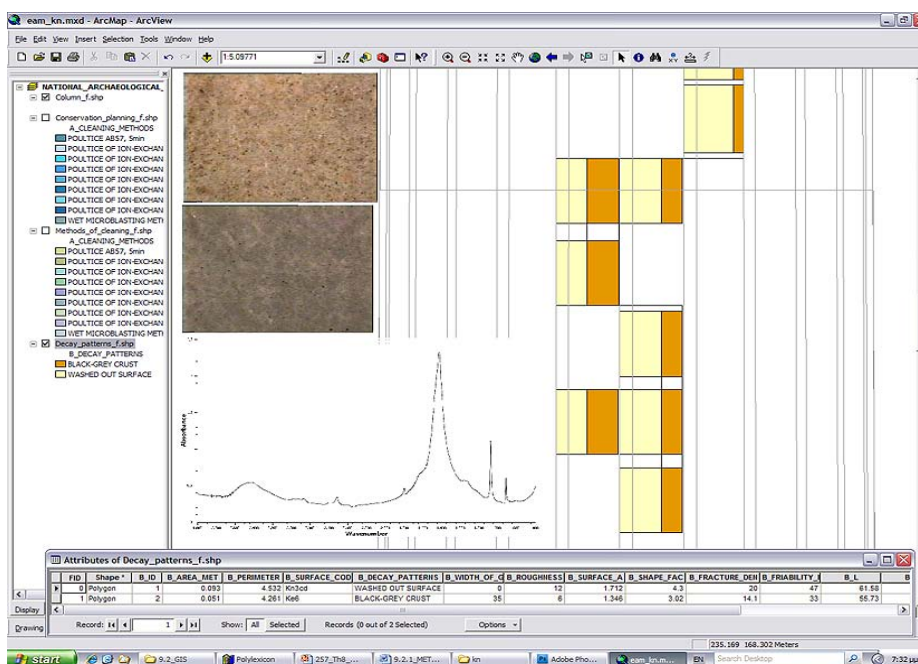 eam_kn.mxd - ArcMap - ArcView
File Edit View Insert Selection Tools Window Help
1:5.09771
NATIONAL_ARCHAEOLOGICAL_
Column_f.shp
Conservation_planning_f.shp
A_CLEANING_METHODS
POULTICE AB57, 5min
POULTICE OF ION-EXCHAN
POULTICE OF ION-EXCHAN
POULTICE OF ION-EXCHAN
POULTICE OF ION-EXCHAN
POULTICE OF ION-EXCHAN
POULTICE OF ION-EXCHAN
POULTICE OF ION-EXCHAN
WET MICROBLASTING METI
Methods_of_cleaning_f.shp
A_CLEANING_METHODS
POULTICE AB57, 5min
POULTICE OF ION-EXCHAN
POULTICE OF ION-EXCHAN
POULTICE OF ION-EXCHAN
POULTICE OF ION-EXCHAN
POULTICE OF ION-EXCHAN
POULTICE OF ION-EXCHAN
POULTICE OF ION-EXCHAN
WET MICROBLASTING METI
Decay_patterns_f.shp
B_DECAY_PATTERNS
BLACK-GREY CRUST
WASHED OUT SURFACE
Absorbance
Wavenumber
Attributes of Decay_patterns_f.shp
FID Shape * B_ID B_AREA_MET B_PERIMETER B_SURFACE_COD B_DECAY_PATTERNS B_WIDTH_OF_G B_ROUGHNESS B_SURFACE_A B_SHAPE_FAC B_FRACTURE_DEN B_FRIABILITY_I B_L B
0 Polygon 1 0.093 4.532 Kn3cd WASHED OUT SURFACE 0 12 1.712 4.3 20 47 61.58
1 Polygon 2 0.051 4.261 Ke6 BLACK-GREY CRUST 35 6 1.346 3.02 14.1 33 55.73
Display
Record: 1 Show: All Selected Records (0 out of 2 Selected) Options
Drawing
235.169 168.302 Meters
start 9.2_GIS Polylexicon 257_Th8_... 9.2.1_MET... kn Adobe Pho... eam_kn.m... EN Search Desktop 7:32